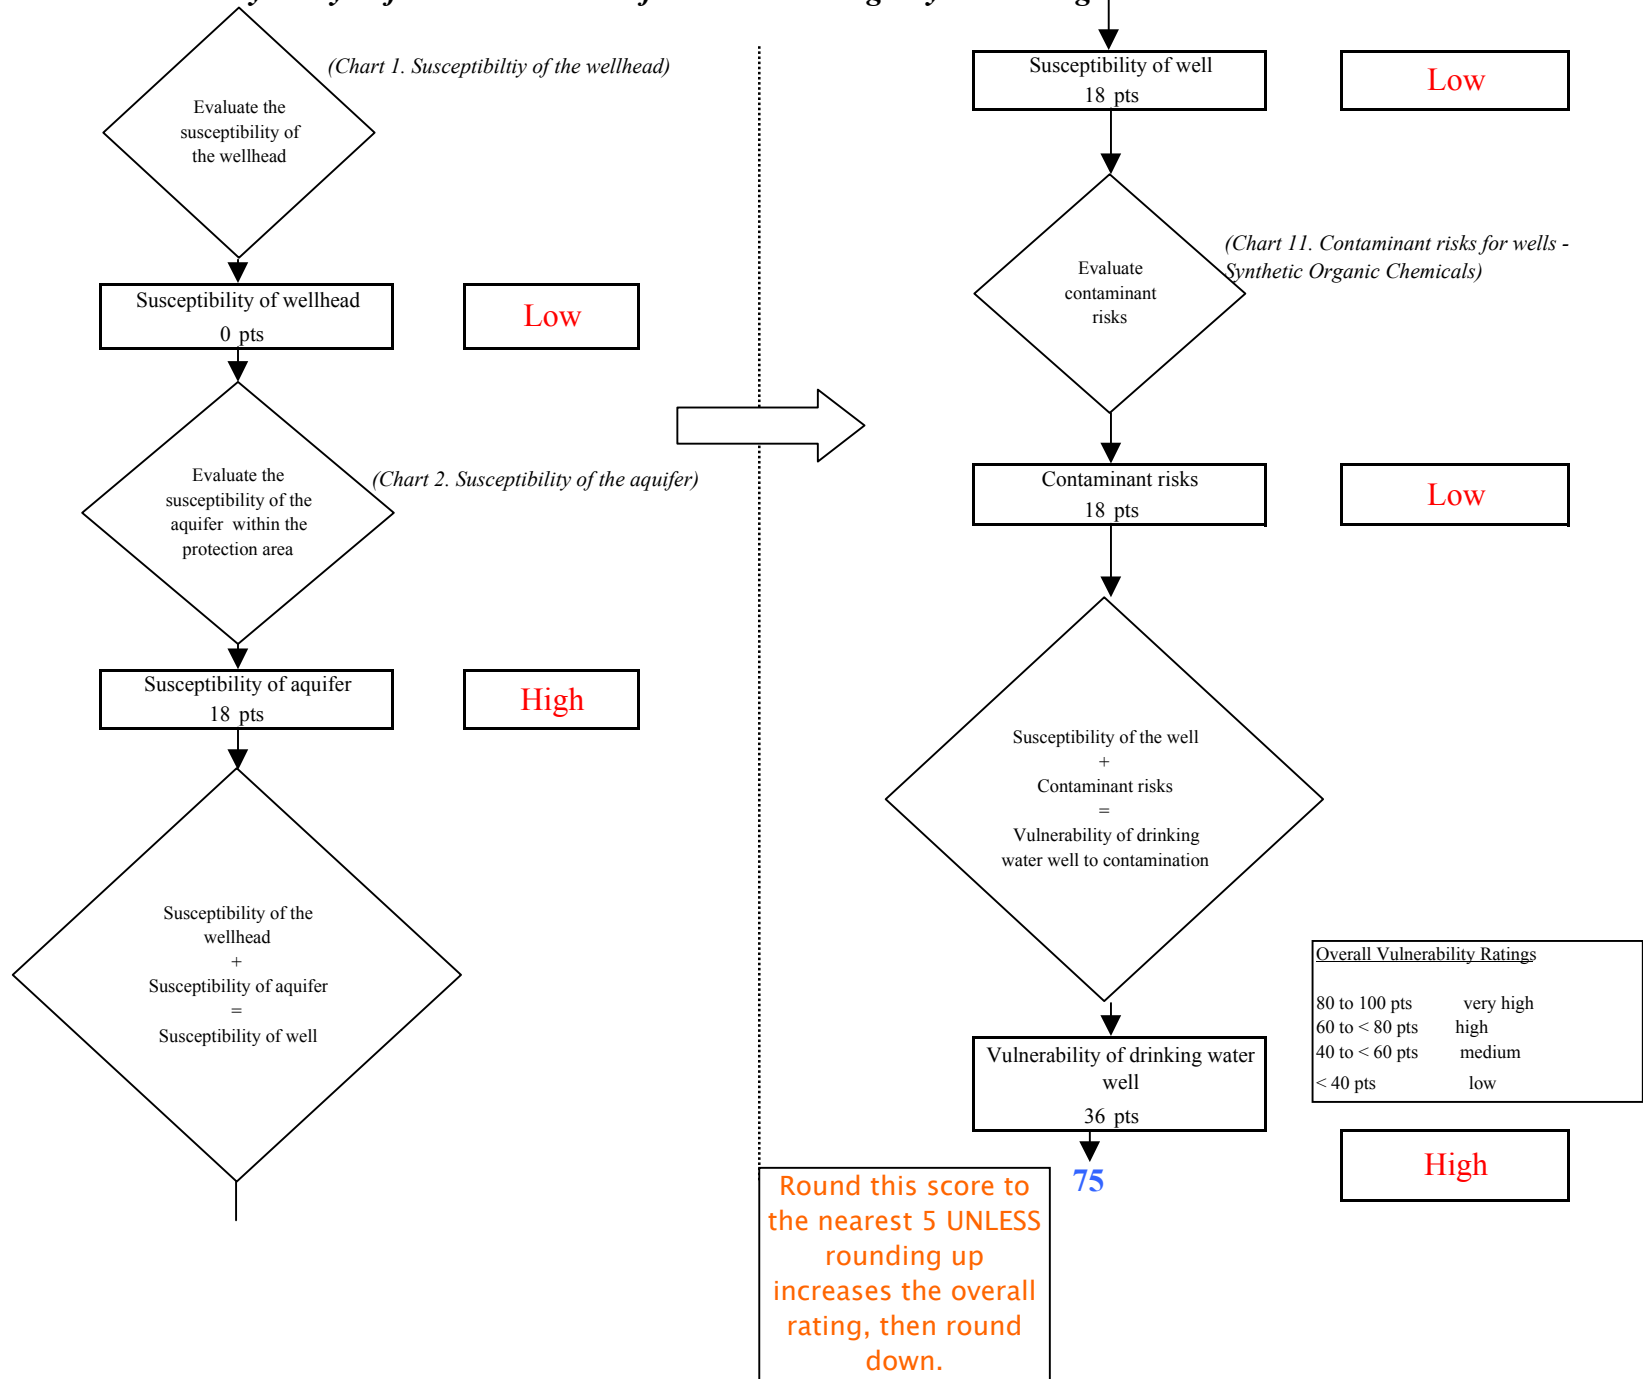 (Chart 1. Susceptibiltiy of the wellhead)
Evaluate the
susceptibility of
the wellhead
Susceptibility of wellhead
0 pts
Low
Evaluate the
susceptibility of the
aquifer within the
protection area
(Chart 2. Susceptibility of the aquifer)
Susceptibility of aquifer
18 pts
High
Susceptibility of the
wellhead
+
Susceptibility of aquifer
=
Susceptibility of well
Susceptibility of well
18 pts
Low
Evaluate
contaminant
risks
(Chart 11. Contaminant risks for wells -
Synthetic Organic Chemicals)
Contaminant risks
18 pts
Low
Susceptibility of the well
+
Contaminant risks
=
Vulnerability of drinking
water well to contamination
Overall Vulnerability Ratings
80 to 100 pts very high
60 to < 80 pts high
40 to < 60 pts medium
< 40 pts low
Vulnerability of drinking water
well
36 pts
High
75
Round this score to
the nearest 5 UNLESS
rounding up
increases the overall
rating, then round
down.